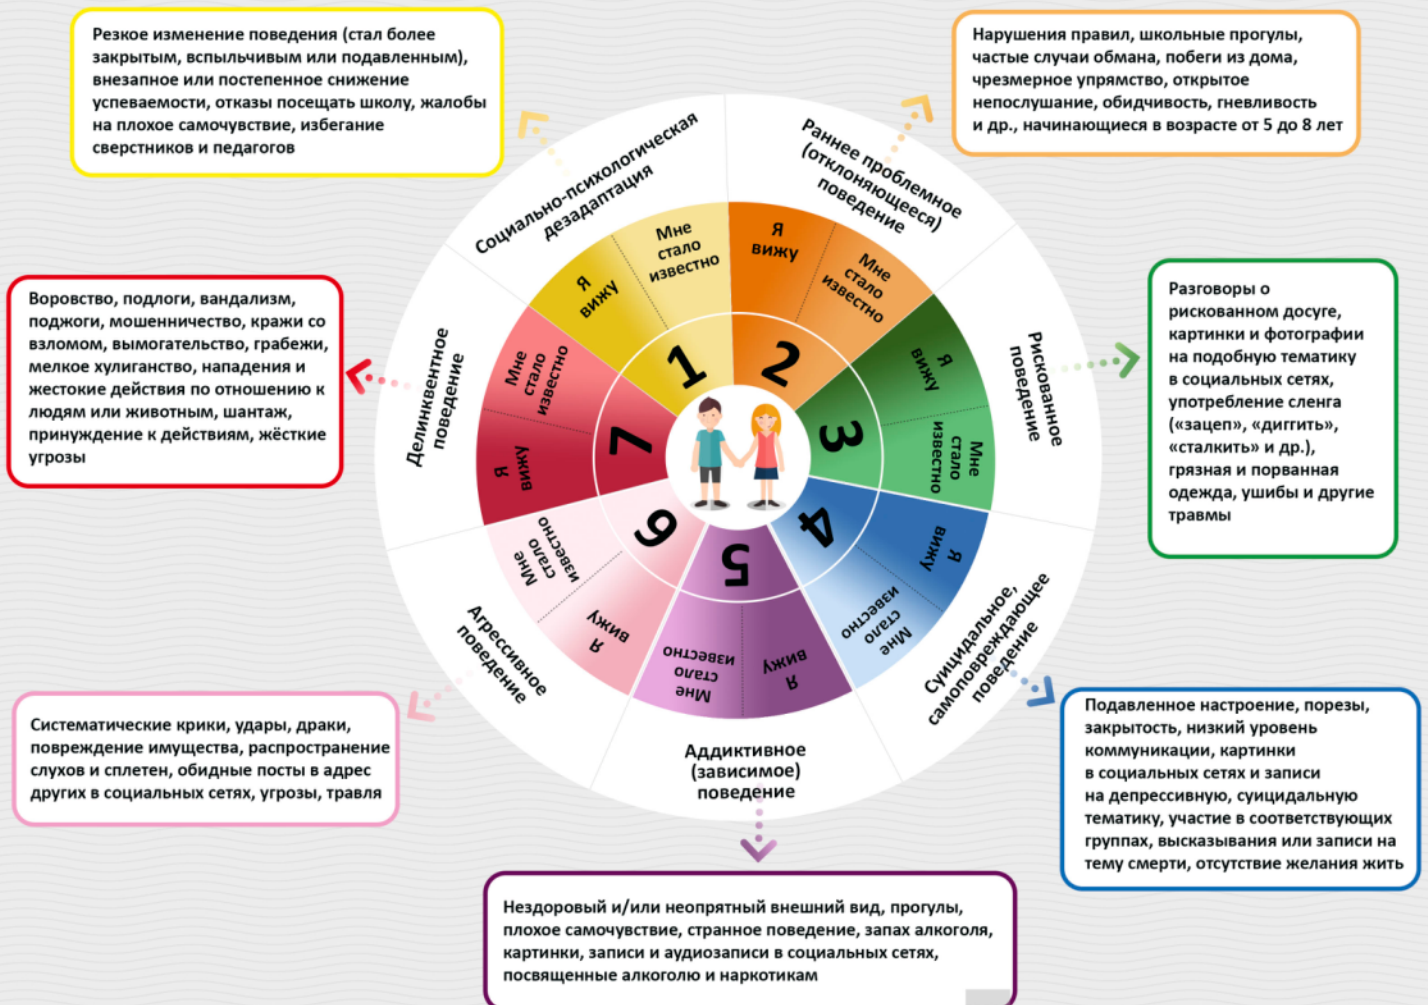 Резкое изменение поведения (стал более
закрытым, вспыльчивым или подавленным),
внезапное или постепенное снижение
успеваемости, отказы посещать школу, жалобы
на плохое самочувствие, избегание
сверстников и педагогов
Нарушения правил, школьные прогулы,
частые случаи обмана, побеги из дома,
чрезмерное упрямство, открытое
непослушание, обидчивость, гневливость
и др., начинающиеся в возрасте от 5 до 8 лет
Социально-психологическая
дезадаптация
Я
вижу
Мне
стало
известно
1
Раннее проблемное
(отклоняющееся)
поведение
Я
вижу
Мне
стало
известно
2
Рискованное
поведение
Я
вижу
Мне
стало
известно
3
Разговоры о
рискованном досуге,
картинки и фотографии
на подобную тематику
в социальных сетях,
употребление сленга
(«зацеп», «диггить»,
«сталкить» и др.),
грязная и порванная
одежда, ушибы и другие
травмы
Суицидальное,
самоповреждающее
поведение
Я
вижу
Мне
стало
известно
4
Подавленное настроение, порезы,
закрытость, низкий уровень
коммуникации, картинки
в социальных сетях и записи
на депрессивную, суицидальную
тематику, участие в соответствующих
группах, высказывания или записи на
тему смерти, отсутствие желания жить
Аддиктивное
(зависимое)
поведение
Я
вижу
Мне
стало
известно
5
Нездоровый и/или неопрятный внешний вид, прогулы,
плохое самочувствие, странное поведение, запах алкоголя,
картинки, записи и аудиозаписи в социальных сетях,
посвященные алкоголю и наркотикам
Агрессивное
поведение
Я
вижу
Мне
стало
известно
6
Систематические крики, удары, драки,
повреждение имущества, распространение
слухов и сплетен, обидные посты в адрес
других в социальных сетях, угрозы, травля
Делинквентное
поведение
Я
вижу
Мне
стало
известно
7
Воровство, подлоги, вандализм,
поджоги, мошенничество, кражи со
взломом, вымогательство, грабежи,
мелкое хулиганство, нападения и
жестокие действия по отношению к
людям или животным, шантаж,
принуждение к действиям, жёсткие
угрозы